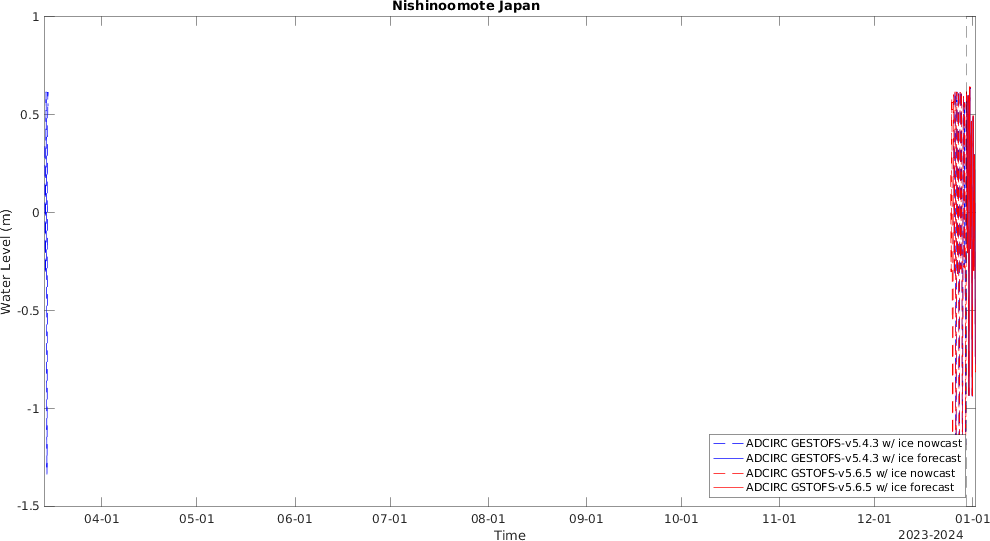 Nishinoomote Japan
1
0.5
0
-0.5
-1
-1.5
Water Level (m)
ADCIRC GESTOFS-v5.4.3 w/ ice nowcast
ADCIRC GESTOFS-v5.4.3 w/ ice forecast
ADCIRC GSTOFS-v5.6.5 w/ ice nowcast
ADCIRC GSTOFS-v5.6.5 w/ ice forecast
04-01 05-01 06-01 07-01 08-01 09-01 10-01 11-01 12-01 01-01
Time
2023-2024